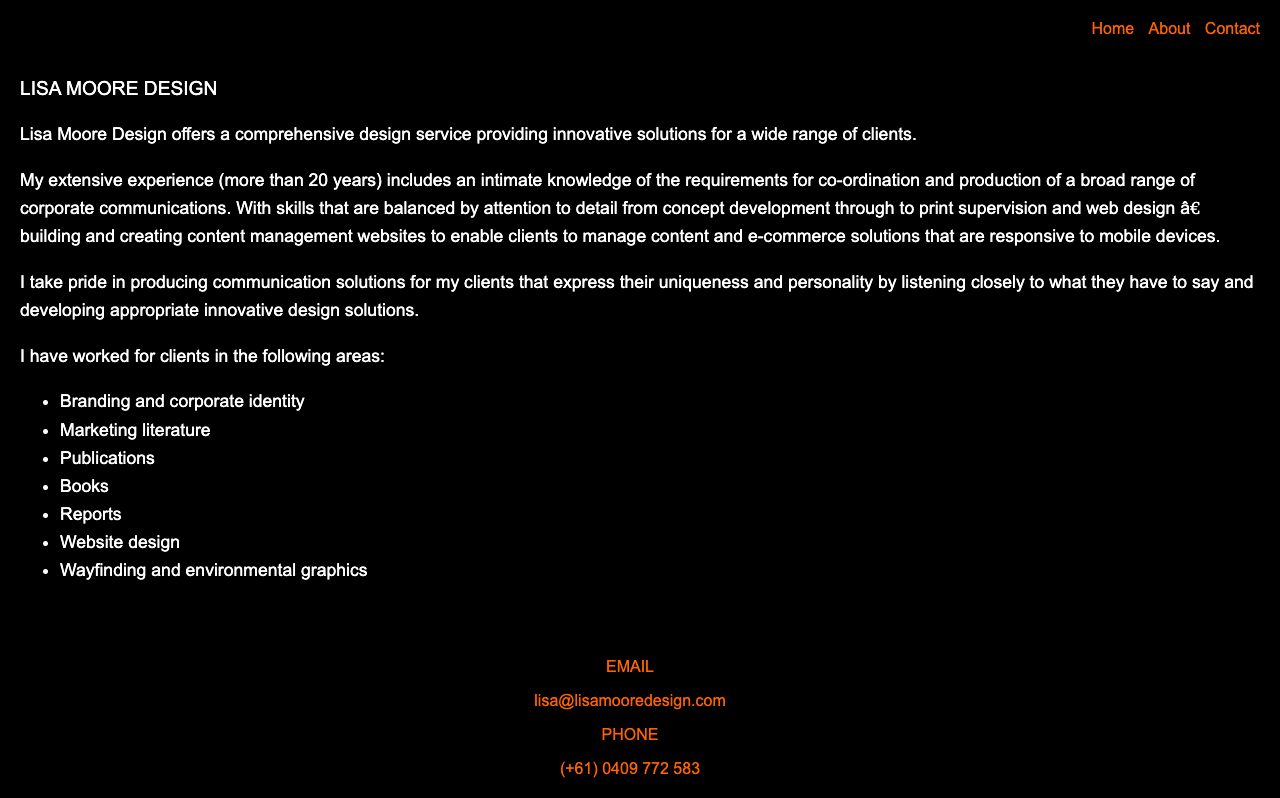 Home About Contact
LISA MOORE DESIGN
Lisa Moore Design offers a comprehensive design service providing innovative solutions for a wide range of clients.
My extensive experience (more than 20 years) includes an intimate knowledge of the requirements for co-ordination and production of a broad range of
corporate communications. With skills that are balanced by attention to detail from concept development through to print supervision and web design â€
building and creating content management websites to enable clients to manage content and e-commerce solutions that are responsive to mobile devices.
I take pride in producing communication solutions for my clients that express their uniqueness and personality by listening closely to what they have to say and
developing appropriate innovative design solutions.
I have worked for clients in the following areas:
• Branding and corporate identity
• Marketing literature
• Publications
• Books
• Reports
• Website design
• Wayfinding and environmental graphics
EMAIL
lisa@lisamooredesign.com
PHONE
(+61) 0409 772 583